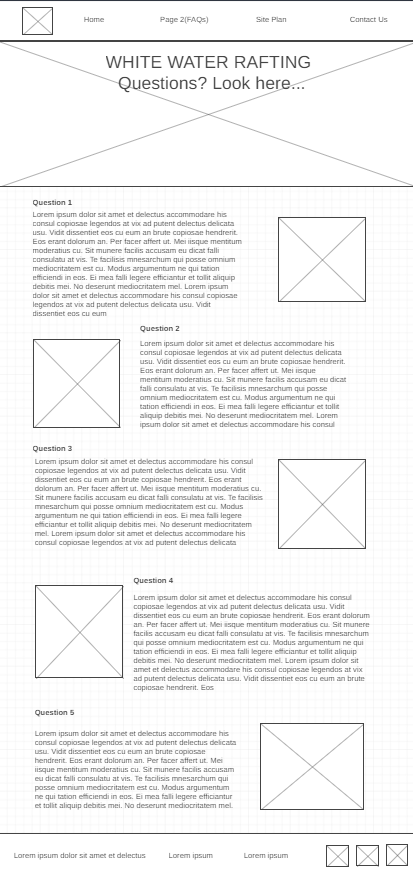 Home Page 2(FAQs) Site Plan Contact Us
WHITE WATER RAFTING
Questions? Look here...
Question 1
Lorem ipsum dolor sit amet et delectus accommodare his
consul copiosae legendos at vix ad putent delectus delicata
usu. Vidit dissentiet eos cu eum an brute copiosae hendrerit.
Eos erant dolorum an. Per facer affert ut. Mei iisque mentitum
moderatius cu. Sit munere facilis accusam eu dicat falli
consulatu at vis. Te facilisis mnesarchum qui posse omnium
mediocritatem est cu. Modus argumentum ne qui tation
efficiendi in eos. Ei mea falli legere efficiantur et tollit aliquip
debitis mei. No deserunt mediocritatem mel. Lorem ipsum
dolor sit amet et delectus accommodare his consul copiosae
legendos at vix ad putent delectus delicata usu. Vidit
dissentiet eos cu eum
Question 2
Lorem ipsum dolor sit amet et delectus accommodare his
consul copiosae legendos at vix ad putent delectus delicata
usu. Vidit dissentiet eos cu eum an brute copiosae hendrerit.
Eos erant dolorum an. Per facer affert ut. Mei iisque
mentitum moderatius cu. Sit munere facilis accusam eu dicat
falli consulatu at vis. Te facilisis mnesarchum qui posse
omnium mediocritatem est cu. Modus argumentum ne qui
tation efficiendi in eos. Ei mea falli legere efficiantur et tollit
aliquip debitis mei. No deserunt mediocritatem mel. Lorem
ipsum dolor sit amet et delectus accommodare his consul
Question 3
Lorem ipsum dolor sit amet et delectus accommodare his consul
copiosae legendos at vix ad putent delectus delicata usu. Vidit
dissentiet eos cu eum an brute copiosae hendrerit. Eos erant
dolorum an. Per facer affert ut. Mei iisque mentitum moderatius cu.
Sit munere facilis accusam eu dicat falli consulatu at vis. Te facilisis
mnesarchum qui posse omnium mediocritatem est cu. Modus
argumentum ne qui tation efficiendi in eos. Ei mea falli legere
efficiantur et tollit aliquip debitis mei. No deserunt mediocritatem
mel. Lorem ipsum dolor sit amet et delectus accommodare his
consul copiosae legendos at vix ad putent delectus delicata
Question 4
Lorem ipsum dolor sit amet et delectus accommodare his consul
copiosae legendos at vix ad putent delectus delicata usu. Vidit
dissentiet eos cu eum an brute copiosae hendrerit. Eos erant dolorum
an. Per facer affert ut. Mei iisque mentitum moderatius cu. Sit munere
facilis accusam eu dicat falli consulatu at vis. Te facilisis mnesarchum
qui posse omnium mediocritatem est cu. Modus argumentum ne qui
tation efficiendi in eos. Ei mea falli legere efficiantur et tollit aliquip
debitis mei. No deserunt mediocritatem mel. Lorem ipsum dolor sit
amet et delectus accommodare his consul copiosae legendos at vix
ad putent delectus delicata usu. Vidit dissentiet eos cu eum an brute
copiosae hendrerit. Eos
Question 5
Lorem ipsum dolor sit amet et delectus accommodare his
consul copiosae legendos at vix ad putent delectus delicata
usu. Vidit dissentiet eos cu eum an brute copiosae
hendrerit. Eos erant dolorum an. Per facer affert ut. Mei
iisque mentitum moderatius cu. Sit munere facilis accusam
eu dicat falli consulatu at vis. Te facilisis mnesarchum qui
posse omnium mediocritatem est cu. Modus argumentum
ne qui tation efficiendi in eos. Ei mea falli legere efficiantur
et tollit aliquip debitis mei. No deserunt mediocritatem mel.
Lorem ipsum dolor sit amet et delectus Lorem ipsum Lorem ipsum